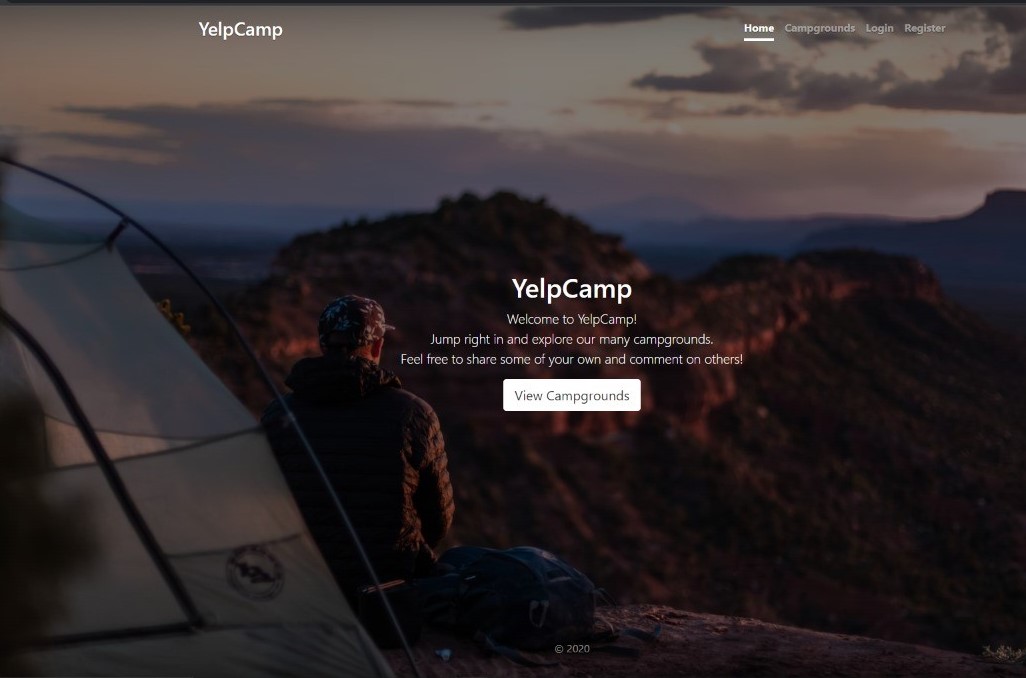 YelpCamp
Home Campgrounds Login Register
YelpCamp
Welcome to YelpCamp!
Jump right in and explore our many campgrounds.
Feel free to share some of your own and comment on others!
View Campgrounds
© 2020